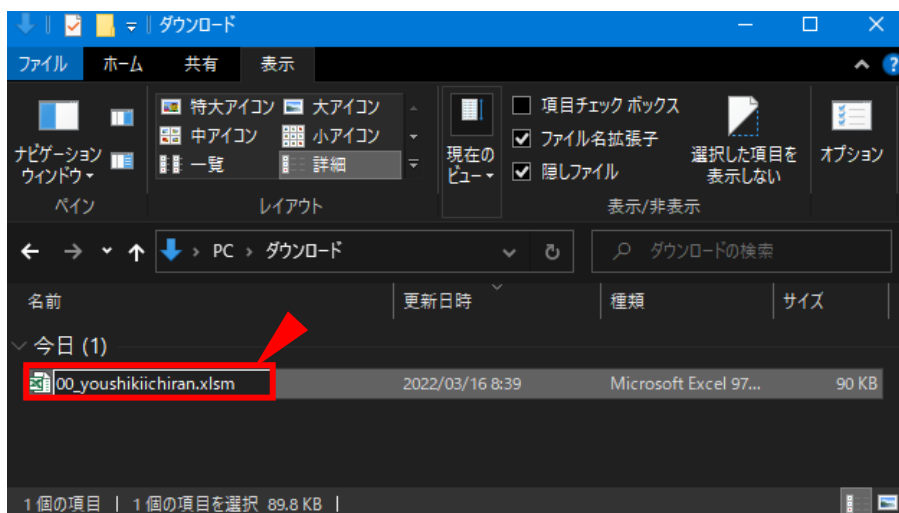 ダウンロード
ファイル ホーム 共有 表示
特大アイコン 大アイコン
中アイコン 小アイコン
一覧 詳細
ナビゲーション
ウィンドウ
ペイン
レイアウト
現在の
ビュー
項目チェック ボックス
ファイル名拡張子
隠しファイル
選択した項目を
表示しない
表示/非表示
オプション
PC › ダウンロード
ダウンロードの検索
名前 更新日時 種類 サイズ
今日 (1)
00_youshikiichiran.xlsm 2022/03/16 8:39 Microsoft Excel 97... 90 KB
1 個の項目 | 1 個の項目を選択 89.8 KB |